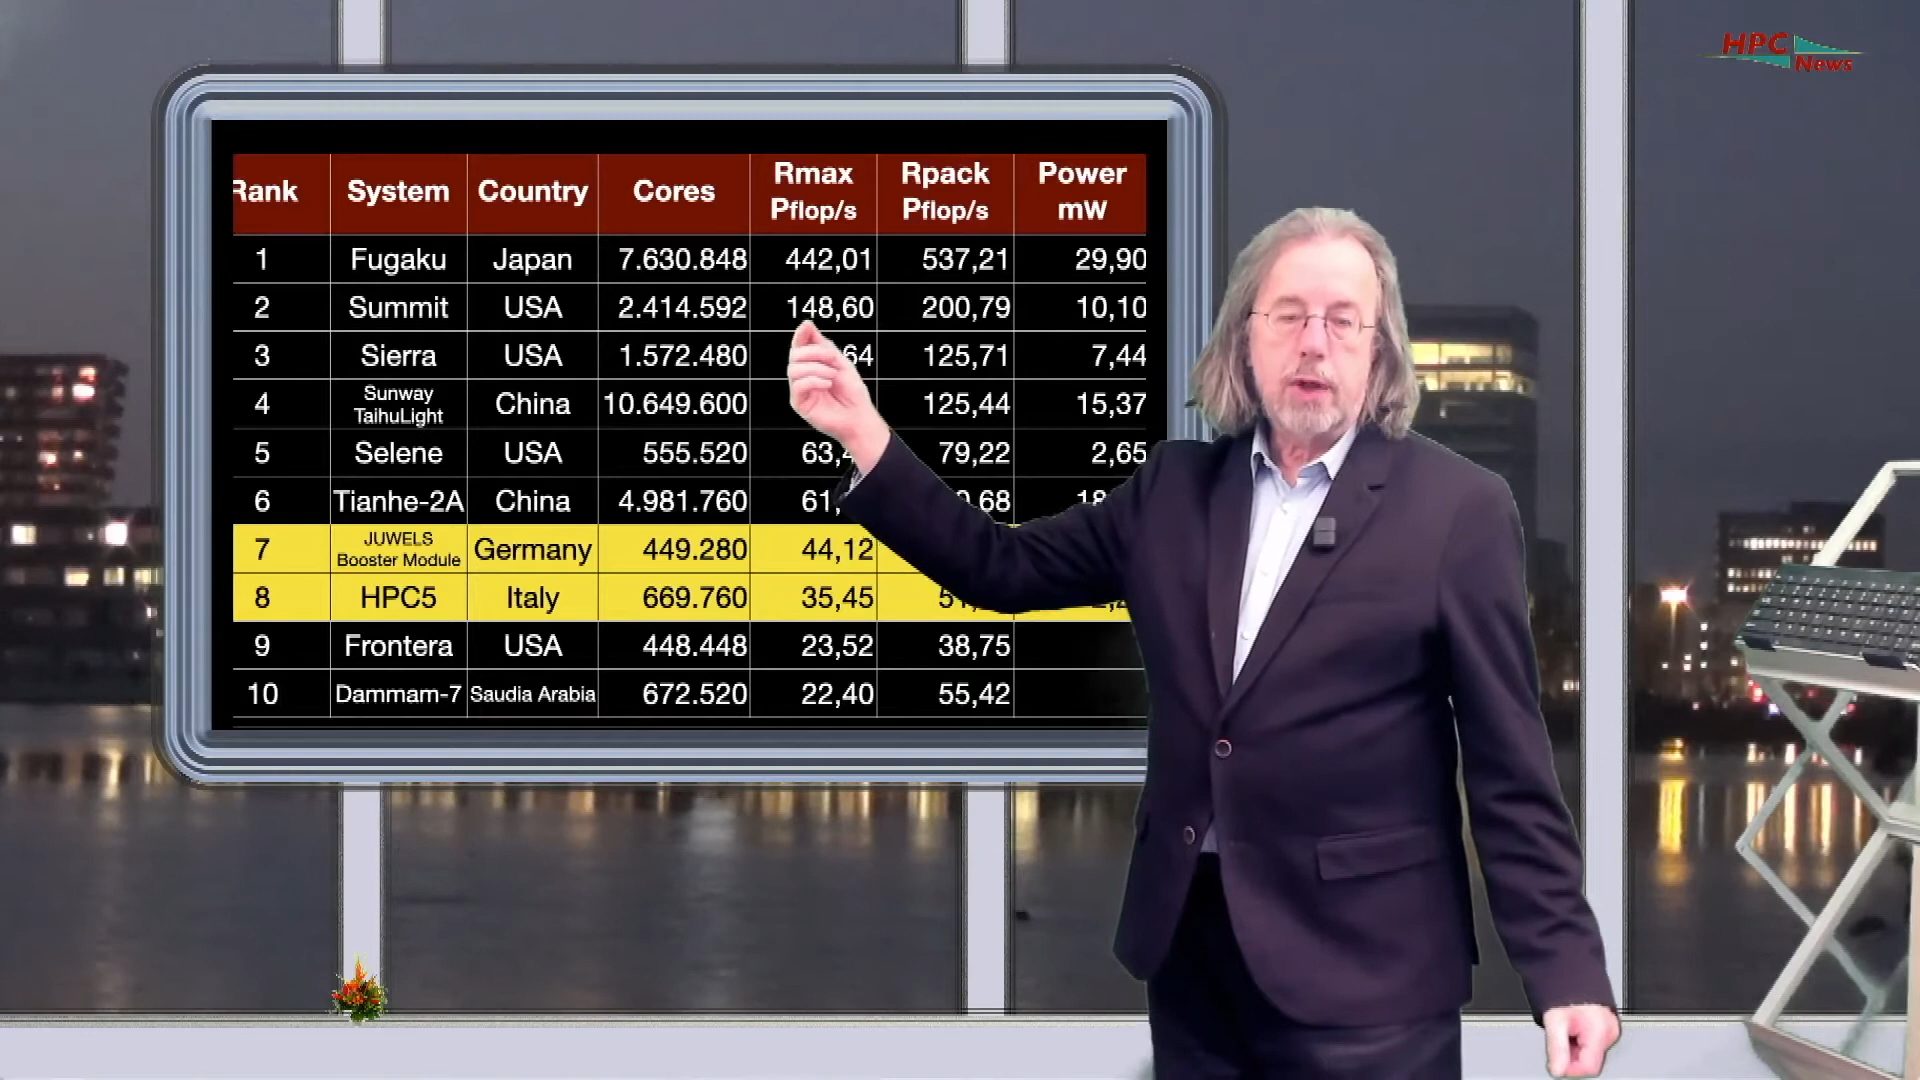 HPC
News
Rank System Country Cores Rmax Pflop/s Rpack Pflop/s Power mW
1 Fugaku Japan 7.630.848 442,01 537,21 29,90
2 Summit USA 2.414.592 148,60 200,79 10,10
3 Sierra USA 1.572.480 125,71 7,44
4 Sunway TaihuLight China 10.649.600 125,44 15,37
5 Selene USA 555.520 79,22 2,65
6 Tianhe-2A China 4.981.760
7 JUWELS Booster Module Germany 449.280 44,12
8 HPC5 Italy 669.760 35,45
9 Frontera USA 448.448 23,52 38,75
10 Dammam-7 Saudia Arabia 672.520 22,40 55,42